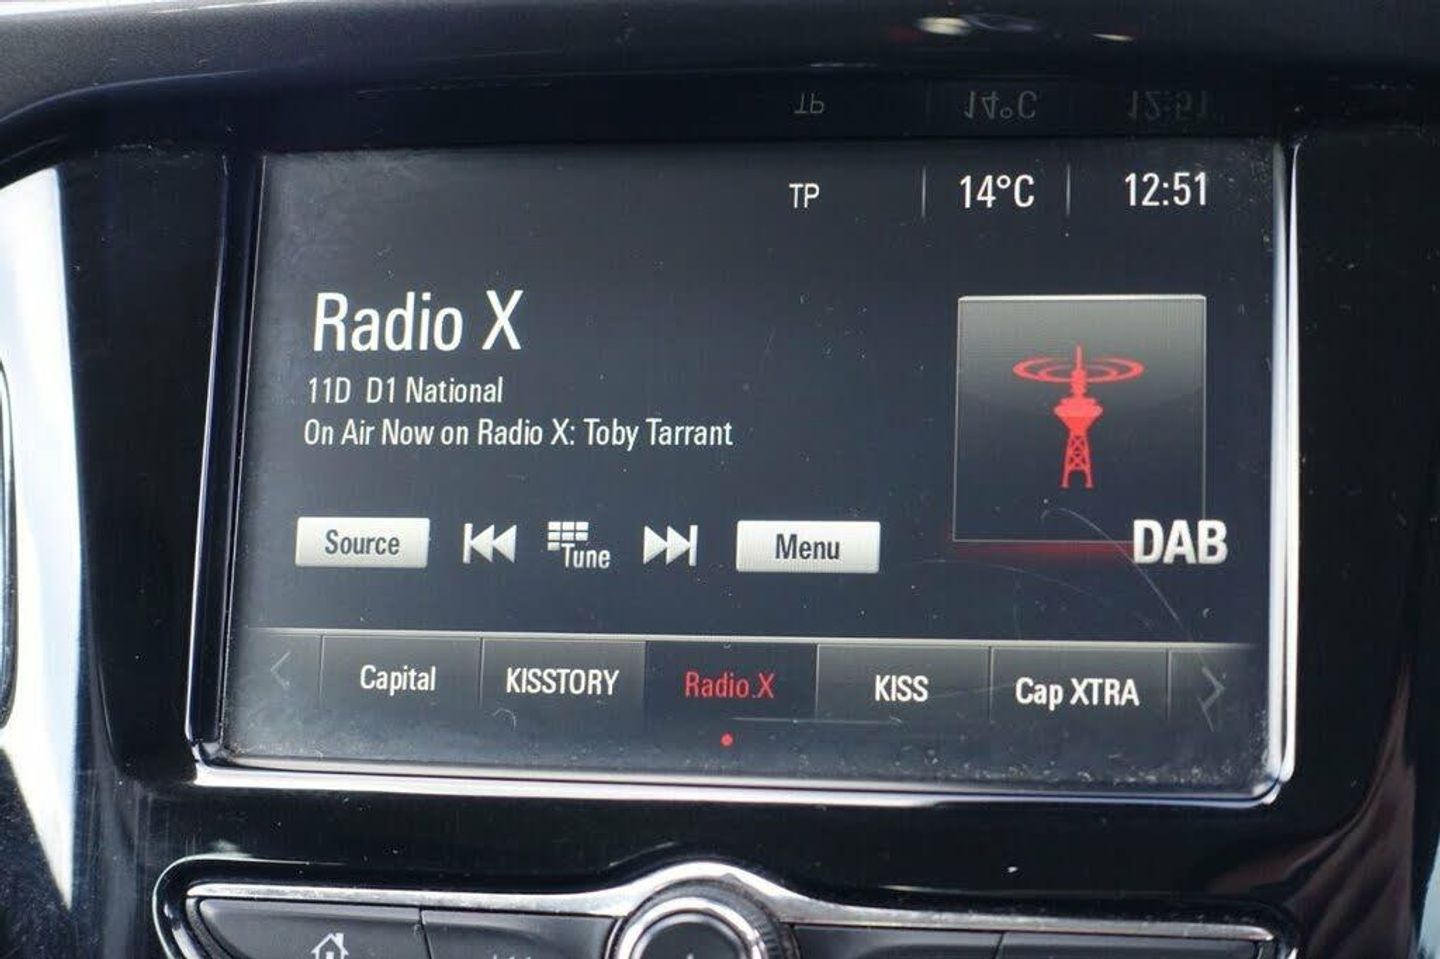 TP 14°C 12:51
Radio X
11D D1 National
On Air Now on Radio X: Toby Tarrant
Source Tune Menu
DAB
Capital KISSTORY Radio X KISS Cap XTRA